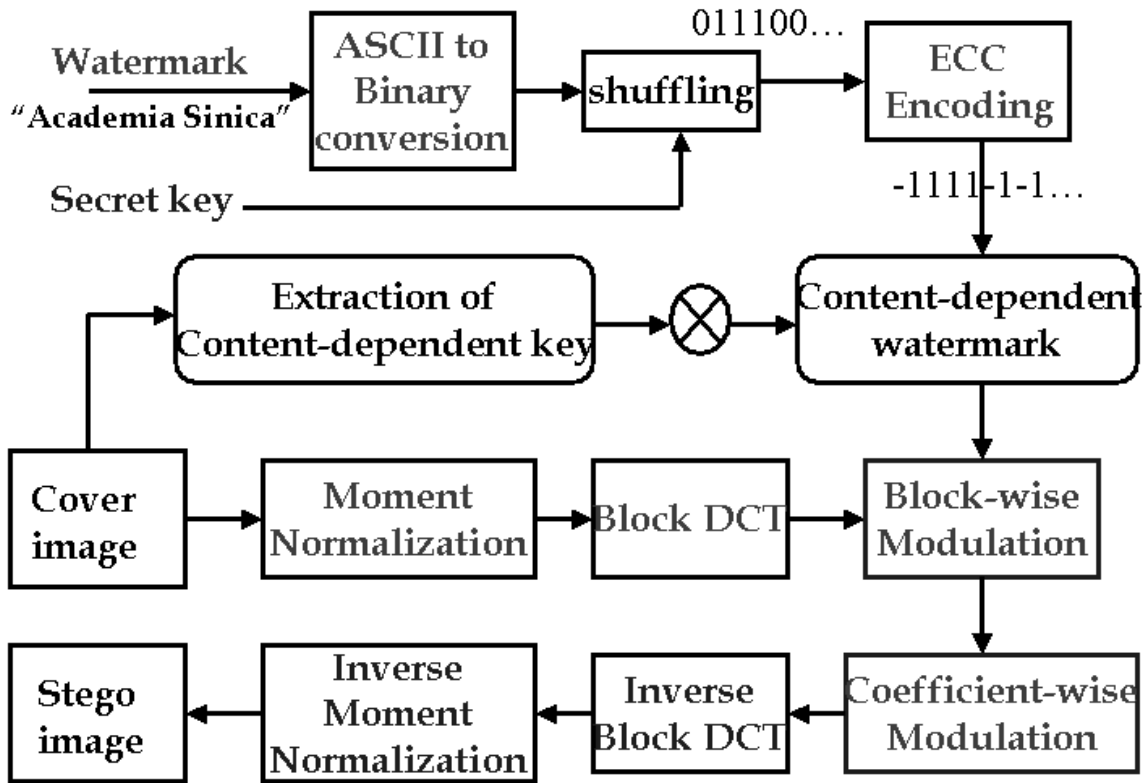 Watermark
“Academia Sinica”
ASCII to
Binary
conversion
shuffling
011100…
ECC
Encoding
Secret key
-1111-1-1…
Extraction of
Content-dependent key
Content-dependent
watermark
Cover
image
Moment
Normalization
Block DCT
Block-wise
Modulation
Stego
image
Inverse
Moment
Normalization
Inverse
Block DCT
Coefficient-wise
Modulation